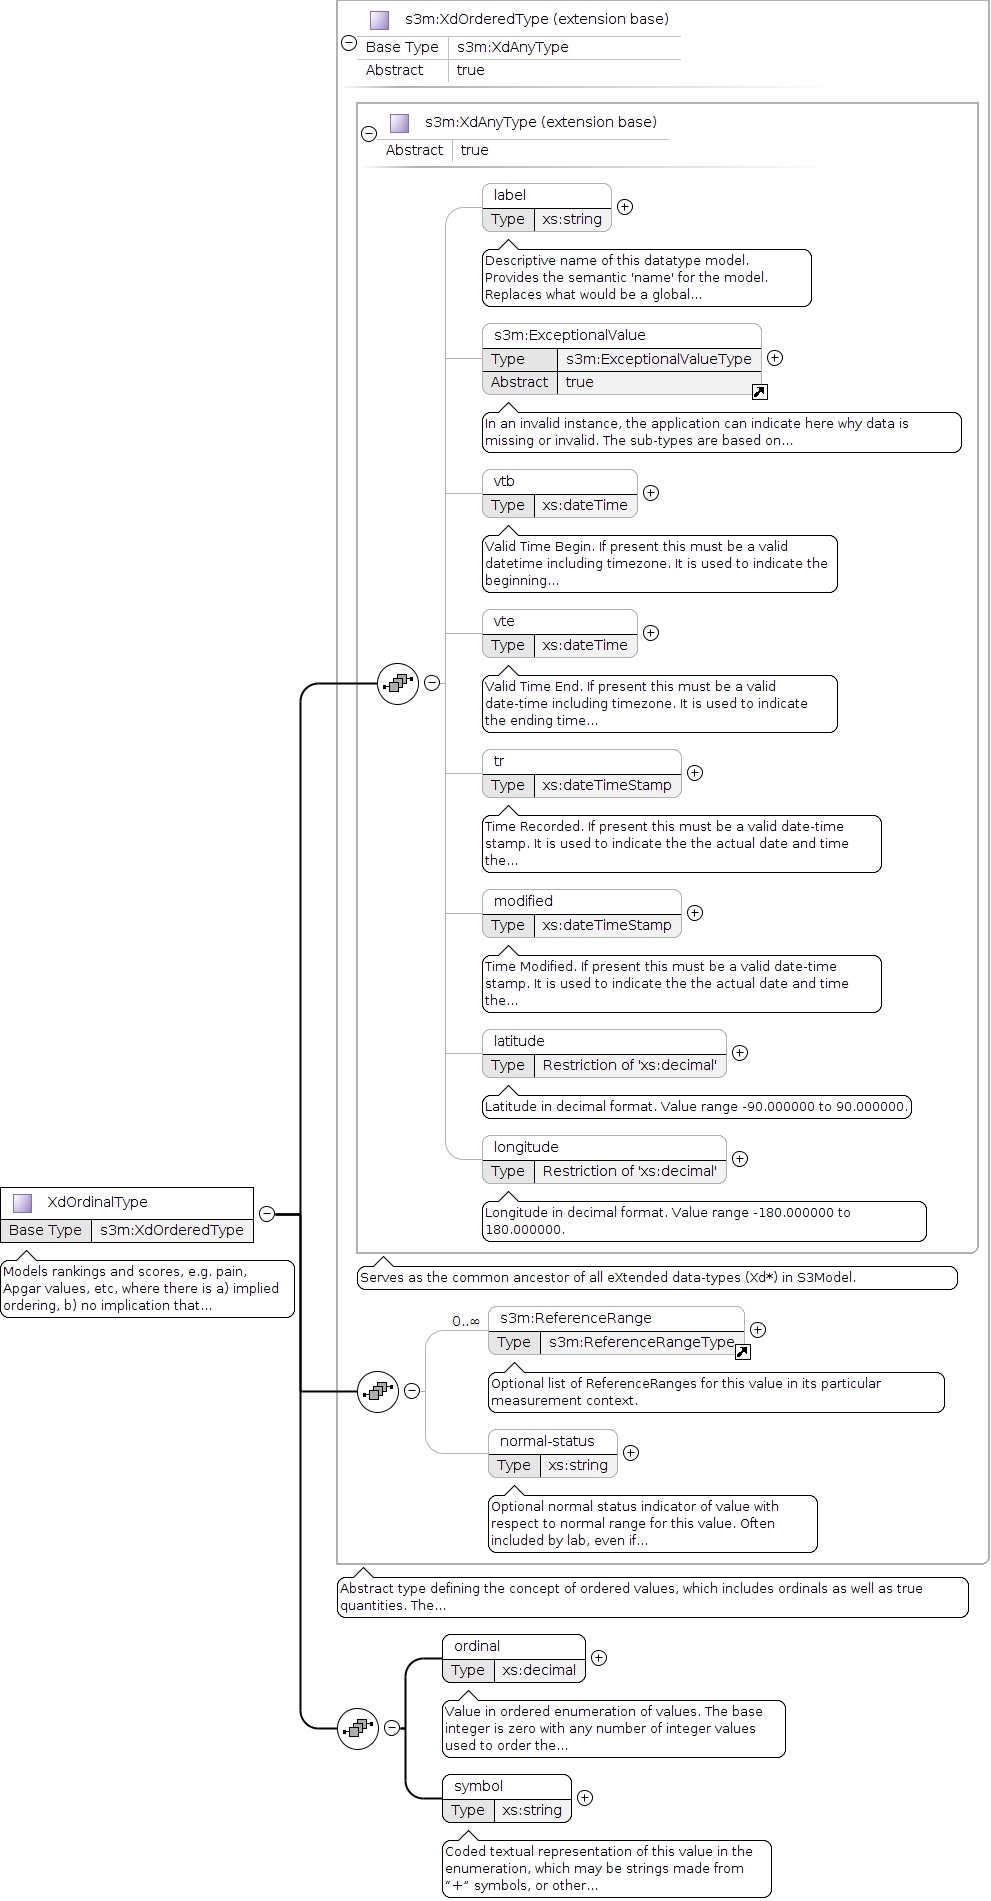 s3m:XdOrderedType (extension base)
Base Type s3m:XdAnyType
Abstract true
s3m:XdAnyType (extension base)
Abstract true
label
Type xs:string
Descriptive name of this datatype model.
Provides the semantic 'name' for the model.
Replaces what would be a global...
s3m:ExceptionalValue
Type s3m:ExceptionalValueType
Abstract true
In an invalid instance, the application can indicate here why data is
missing or invalid. The sub-types are based on...
vtb
Type xs:dateTime
Valid Time Begin. If present this must be a valid
datetime including timezone. It is used to indicate the
beginning...
vte
Type xs:dateTime
Valid Time End. If present this must be a valid
date-time including timezone. It is used to indicate
the ending time...
tr
Type xs:dateTimeStamp
Time Recorded. If present this must be a valid date-time
stamp. It is used to indicate the the actual date and time
the...
modified
Type xs:dateTimeStamp
Time Modified. If present this must be a valid date-time
stamp. It is used to indicate the the actual date and time
the...
latitude
Type Restriction of 'xs:decimal'
Latitude in decimal format. Value range -90.000000 to 90.000000.
longitude
Type Restriction of 'xs:decimal'
Longitude in decimal format. Value range -180.000000 to
180.000000.
XdOrdinalType
Base Type s3m:XdOrderedType
Models rankings and scores, e.g. pain,
Apgar values, etc, where there is a) implied
ordering, b) no implication that...
Serves as the common ancestor of all eXtended data-types (Xd*) in S3Model.
0..∞
s3m:ReferenceRange
Type s3m:ReferenceRangeType
Optional list of ReferenceRanges for this value in its particular
measurement context.
normal-status
Type xs:string
Optional normal status indicator of value with
respect to normal range for this value. Often
included by lab, even if...
Abstract type defining the concept of ordered values, which includes ordinals as well as true
quantities. The...
ordinal
Type xs:decimal
Value in ordered enumeration of values. The base
integer is zero with any number of integer values
used to order the...
symbol
Type xs:string
Coded textual representation of this value in the
enumeration, which may be strings made from
“+” symbols, or other...